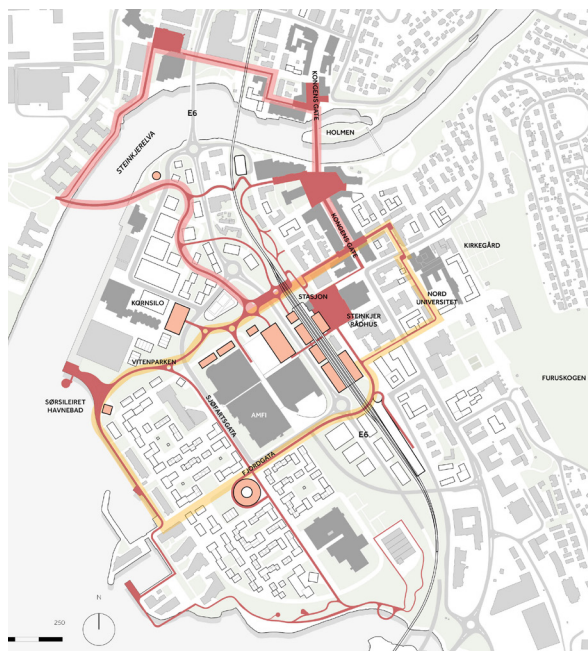 KONGENS GATE
E6
HOLMEN
STEINKJERELVA
KONGENS GATE
KIRKEGÅRD
STASJON
NORD
UNIVERSITET
KORNSILO
STEINKJER
RÅDHUS
VITENPARKEN
FURUSKOGEN
SØRSILEIRET
HAVNEBAD
SJØFARTSGATA
AMFI
E6
FJORDGATA
N
250